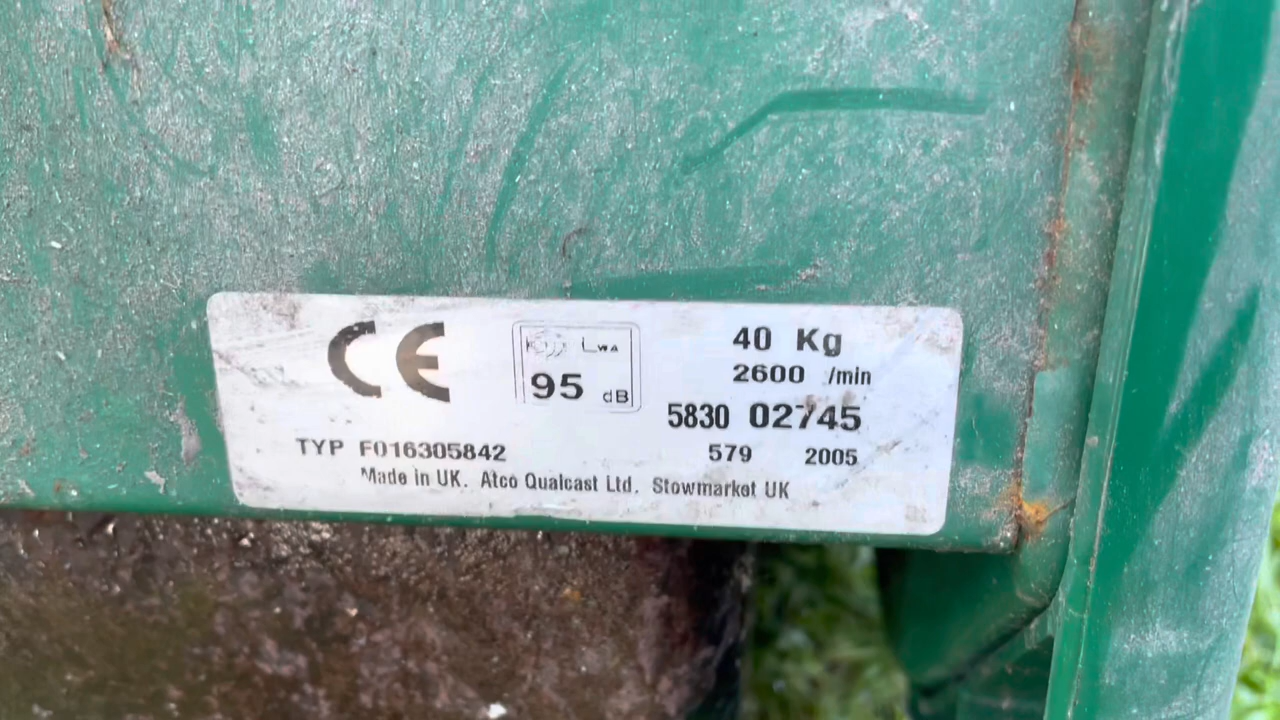 CE
LWA
95 dB
40 Kg
2600 /min
5830 02745
TYP F016305842
579 2005
Made in UK. Atco Qualcast Ltd. Stowmarket UK